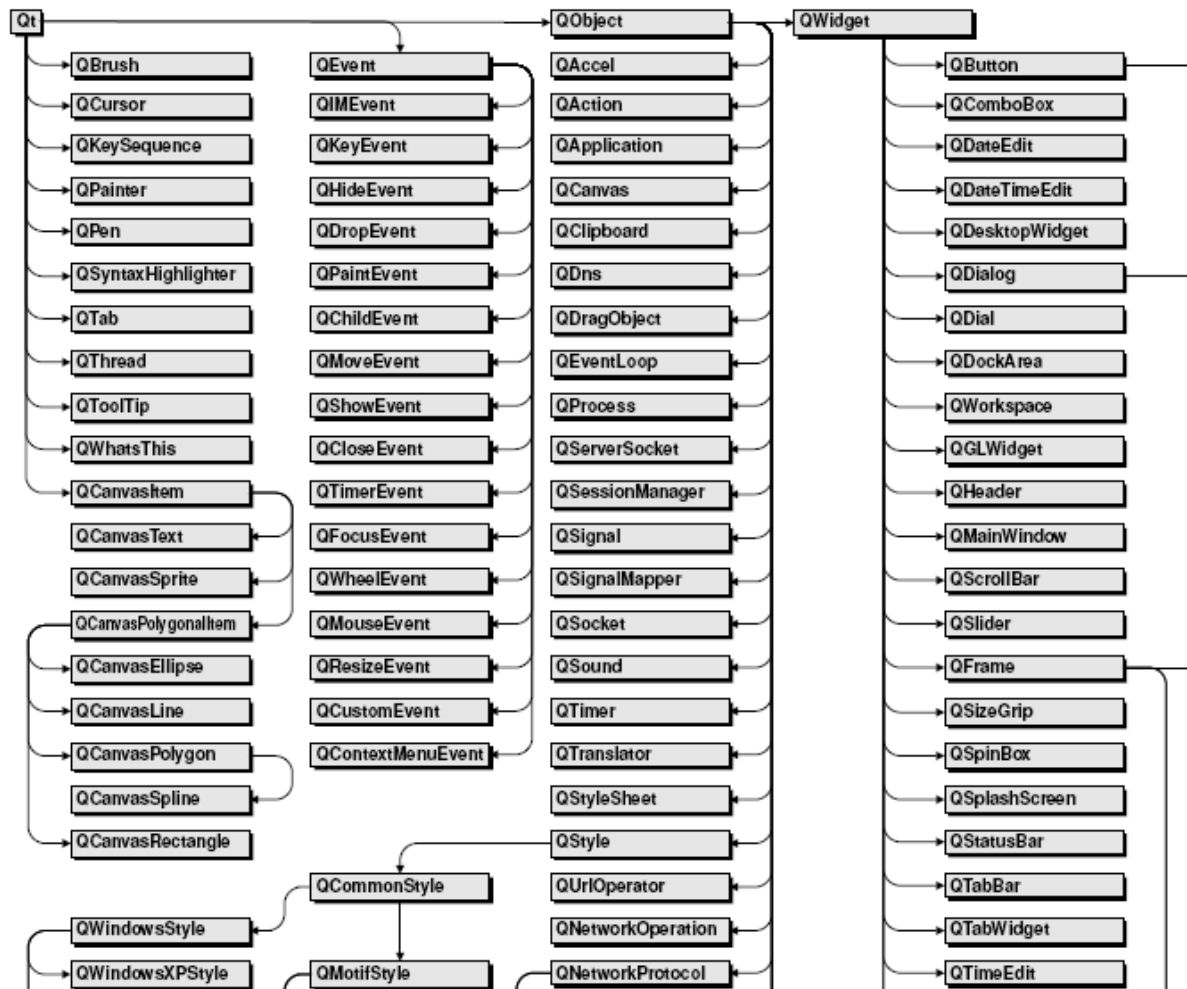 Qt
QObject
QWidget
QBrush
QEvent
QAccel
QButton
QCursor
QIMEvent
QAction
QComboBox
QKeySequence
QKeyEvent
QApplication
QDateEdit
QPainter
QHideEvent
QCanvas
QDateTimeEdit
QPen
QDropEvent
QClipboard
QDesktopWidget
QSyntaxHighlighter
QPaintEvent
QDns
QDialog
QTab
QChildEvent
QDragObject
QDial
QThread
QMoveEvent
QEventLoop
QDockArea
QToolTip
QShowEvent
QProcess
QWorkspace
QWhatsThis
QCloseEvent
QServerSocket
QGLWidget
QCanvasItem
QTimerEvent
QSessionManager
QHeader
QCanvasText
QFocusEvent
QSignal
QMainWindow
QCanvasSprite
QWheelEvent
QSignalMapper
QScrollBar
QCanvasPolygonalItem
QMouseEvent
QSocket
QSlider
QCanvasEllipse
QResizeEvent
QSound
QFrame
QCanvasLine
QCustomEvent
QTimer
QSizeGrip
QCanvasPolygon
QContextMenuEvent
QTranslator
QSpinBox
QCanvasSpline
QStyleSheet
QSplashScreen
QCanvasRectangle
QStyle
QStatusBar
QCommonStyle
QUrlOperator
QTabBar
QWindowsStyle
QNetworkOperation
QTabWidget
QWindowsXPStyle
QMotifStyle
QNetworkProtocol
QTimeEdit